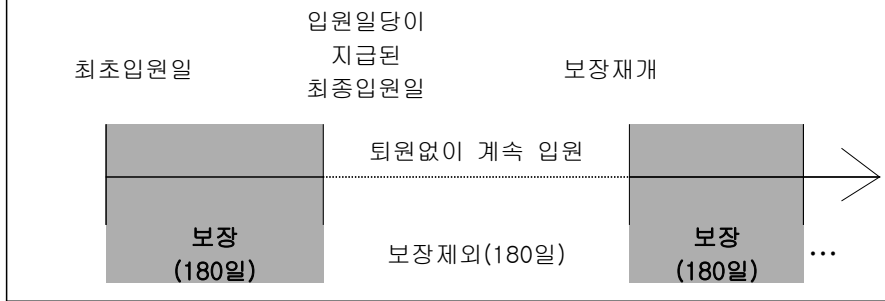 최초입원일
입원일당이
지급된
최종입원일
보장재개
퇴원없이 계속 입원
보장
(180일)
보장제외(180일)
보장
(180일)
…